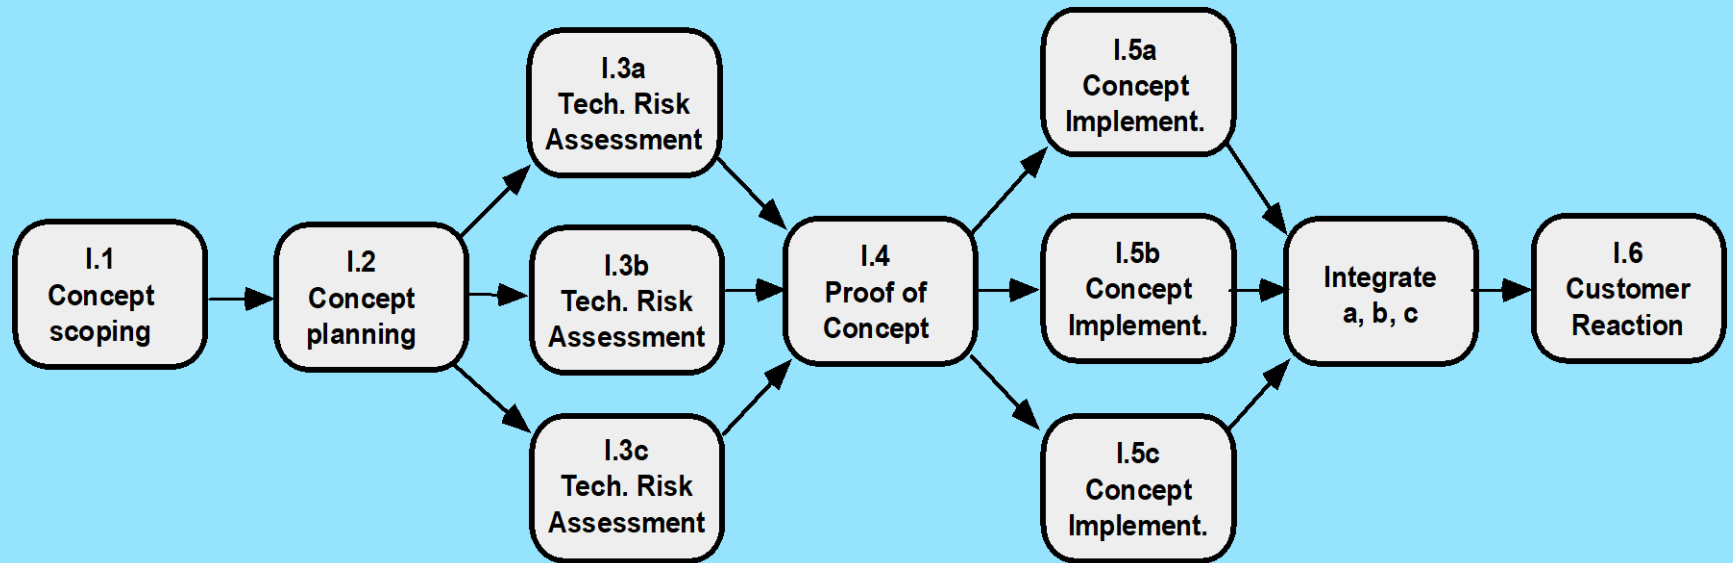 I.1
Concept
scoping
I.2
Concept
planning
I.3a
Tech. Risk
Assessment
I.3b
Tech. Risk
Assessment
I.3c
Tech. Risk
Assessment
I.4
Proof of
Concept
I.5a
Concept
Implement.
I.5b
Concept
Implement.
I.5c
Concept
Implement.
Integrate
a, b, c
I.6
Customer
Reaction